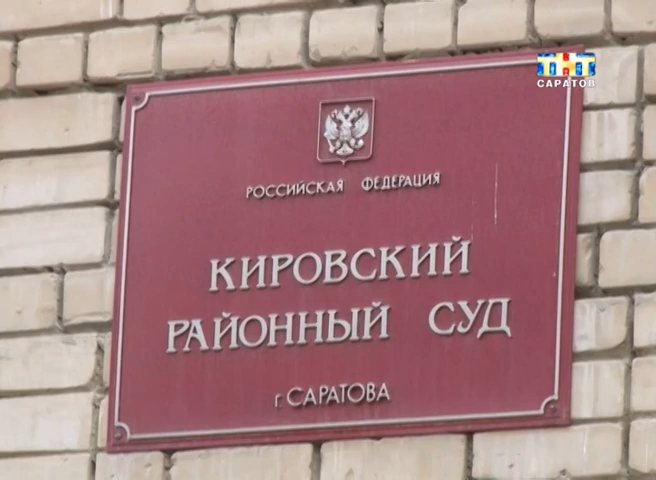 ТНТ
САРАТОВ
РОССИЙСКАЯ ФЕДЕРАЦИЯ
КИРОВСКИЙ
РАЙОННЫЙ СУД
г. САРАТОВА